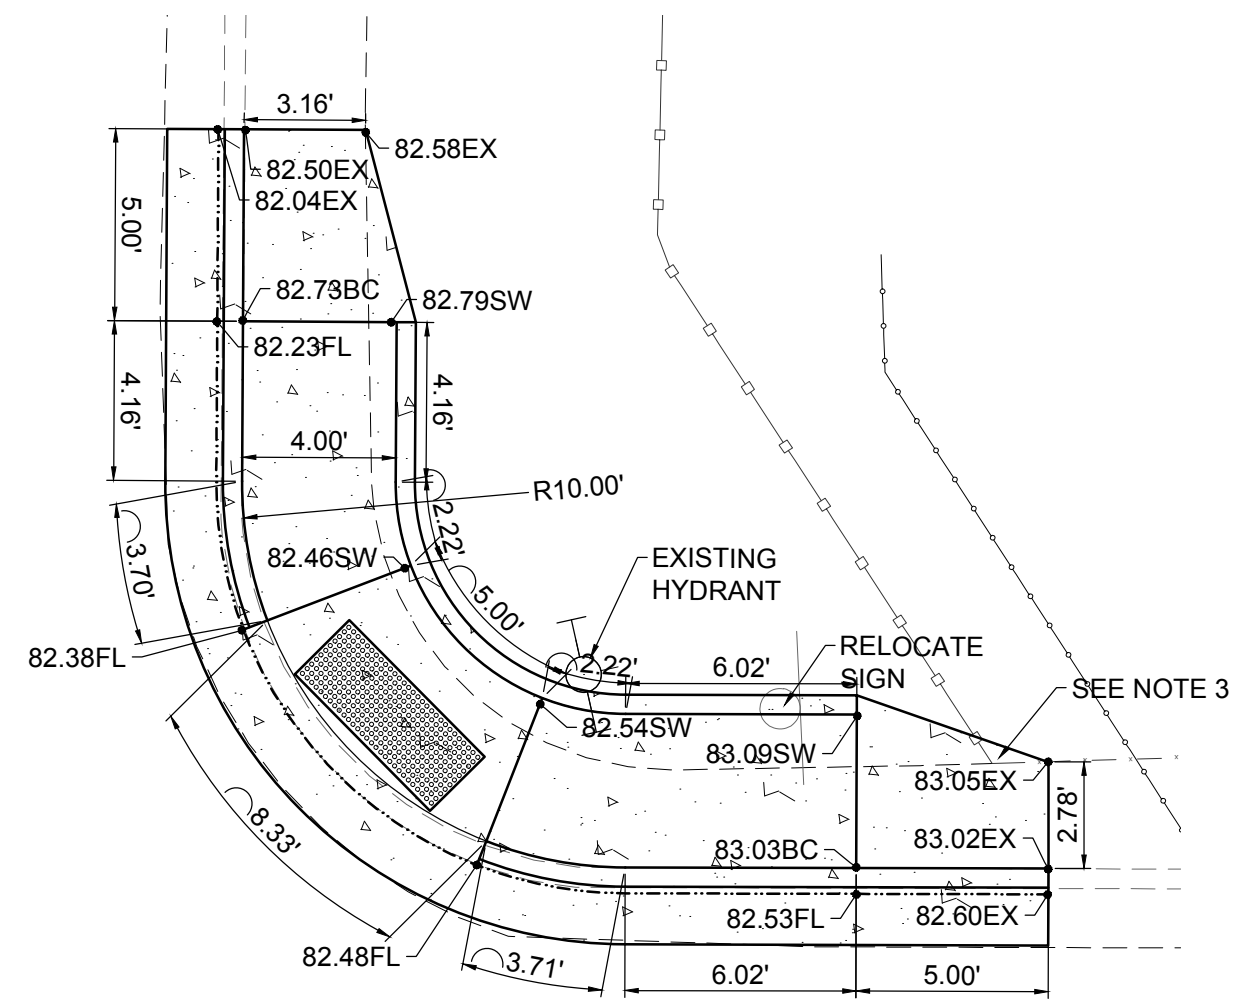 3.16'
82.58EX
82.50EX
82.04EX
5.00'
82.73BC
82.79SW
82.23FL
4.16'
4.16'
4.00'
R10.00'
2.22'
82.46SW
3.70'
EXISTING
HYDRANT
5.00'
82.38FL
2.22'
6.02'
RELOCATE
SIGN
SEE NOTE 3
82.54SW
83.09SW
83.05EX
2.78'
8.33'
83.03BC
83.02EX
82.53FL
82.60EX
82.48FL
3.71'
6.02'
5.00'